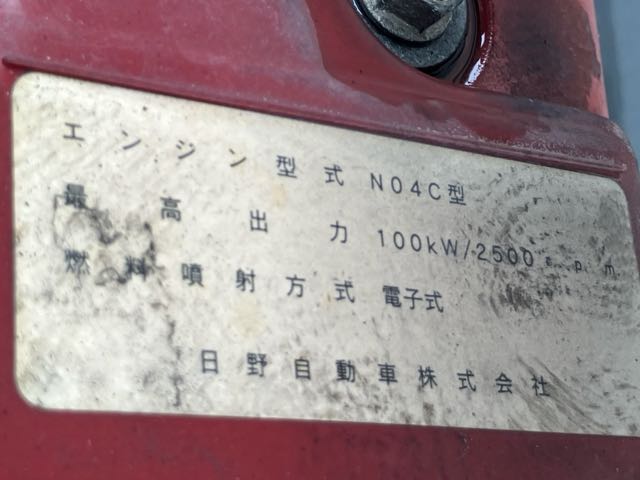 エンジン型式 N04C型
最高出力 100kW/2500r.p.m.
燃料噴射方式 電子式
日野自動車株式会社